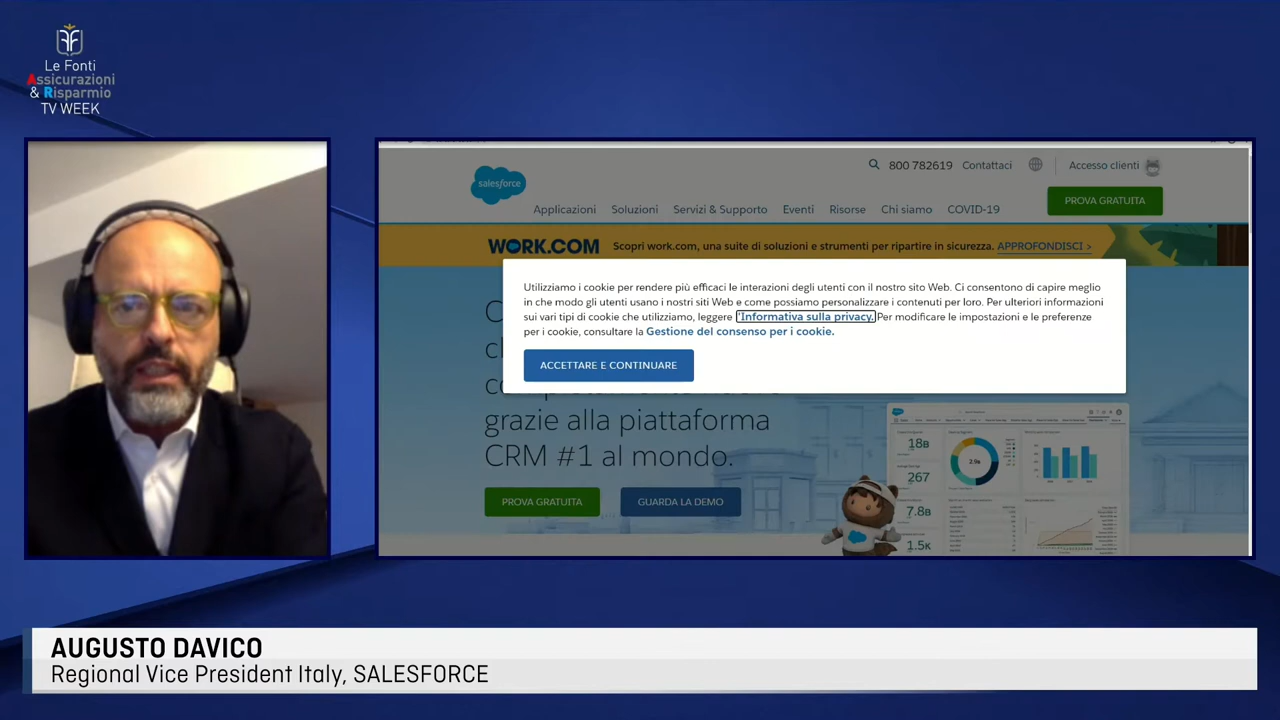 Le Fonti
Assicurazioni
& Risparmio
TV WEEK
salesforce
800 782619 Contattaci
Accesso clienti
PROVA GRATUITA
Applicazioni Soluzioni Servizi & Supporto Eventi Risorse Chi siamo COVID-19
WORK.COM Scopri work.com, una suite di soluzioni e strumenti per ripartire in sicurezza. APPROFONDISCI >
Utilizziamo i cookie per rendere più efficaci le interazioni degli utenti con il nostro sito Web. Ci consentono di capire meglio
in che modo gli utenti usano i nostri siti Web e come possiamo personalizzare i contenuti per loro. Per ulteriori informazioni
sui vari tipi di cookie che utilizziamo, leggere 'Informativa sulla privacy. Per modificare le impostazioni e le preferenze
per i cookie, consultare la Gestione del consenso per i cookie.
ACCETTARE E CONTINUARE
grazie alla piattaforma
CRM #1 al mondo.
PROVA GRATUITA GUARDA LA DEMO
18B
2.9B
267
7.8B
1.5K
AUGUSTO DAVICO
Regional Vice President Italy, SALESFORCE